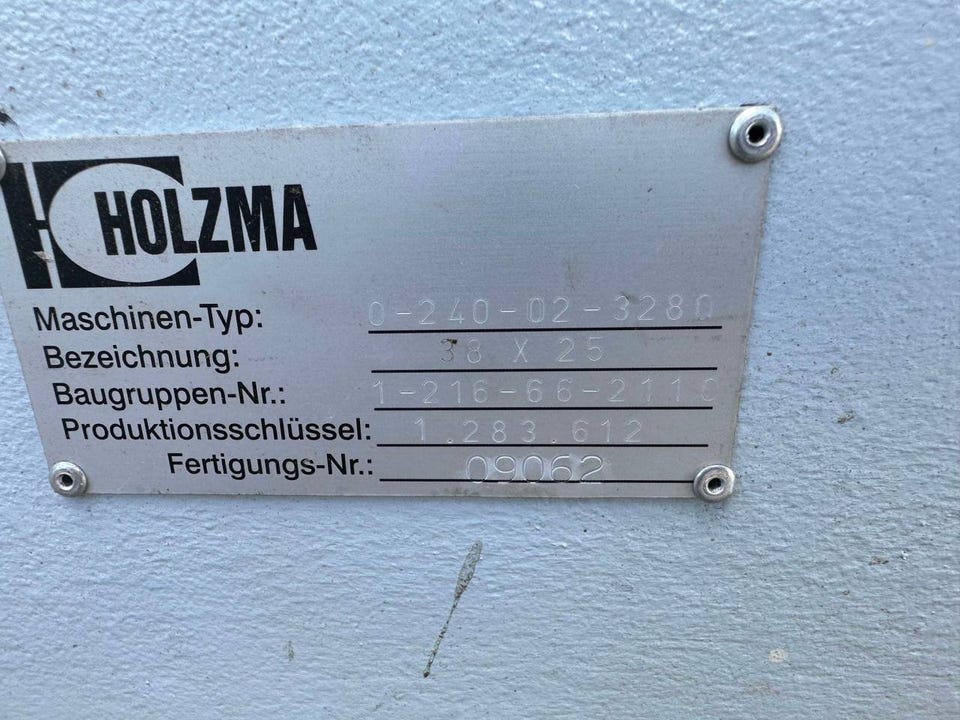 HOLZMA
Maschinen-Typ: 0-240-02-3280
Bezeichnung: 38 X 25
Baugruppen-Nr.: 1-216-66-2110
Produktionsschlüssel: 1.283.612
Fertigungs-Nr.: 09062